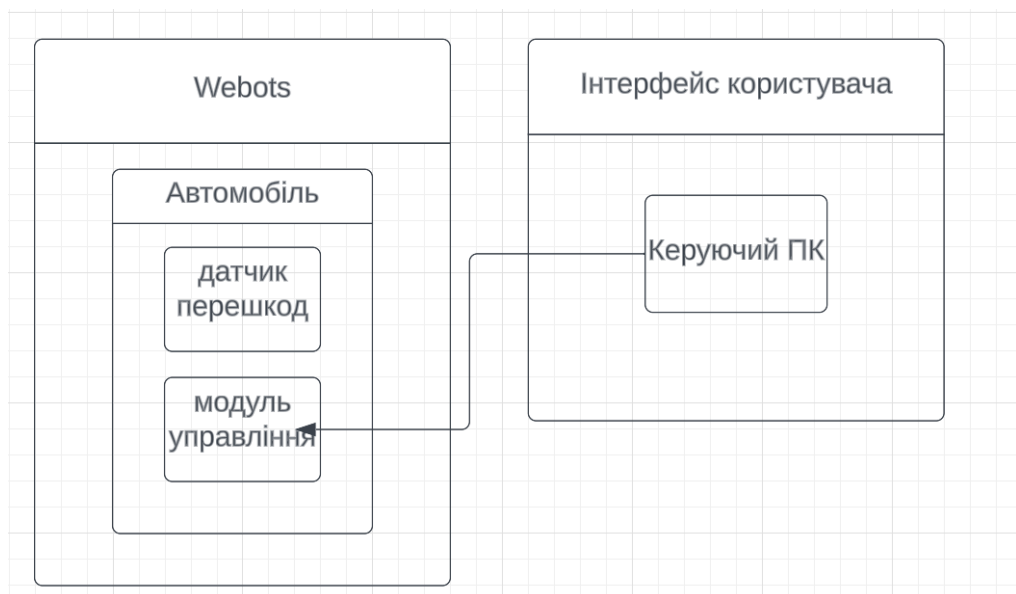 Webots
Автомобіль
датчик
перешкод
модуль
управління
Інтерфейс користувача
Керуючий ПК